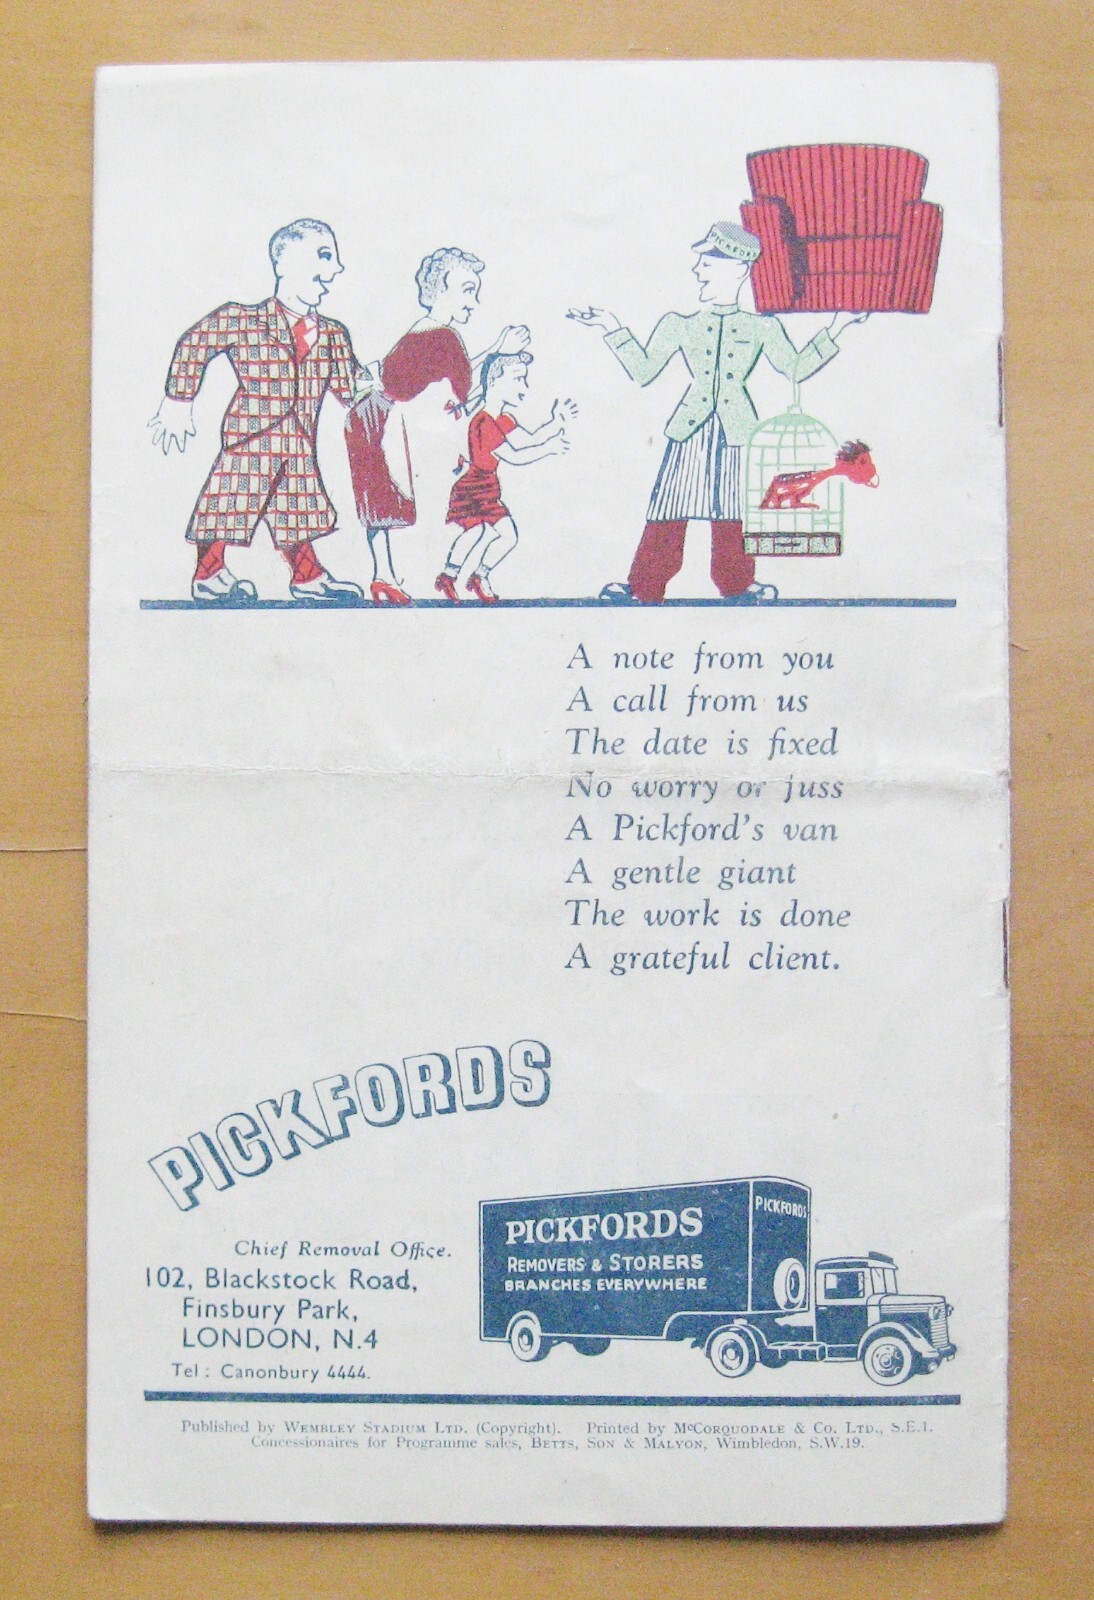 PICKFORD
A note from you
A call from us
The date is fixed
No worry or juss
A Pickford's van
A gentle giant
The work is done
A grateful client.
PICKFORDS
PICKFORDS
PICKFORDS
REMOVERS & STORERS
BRANCHES EVERYWHERE
Chief Removal Office.
102, Blackstock Road,
Finsbury Park,
LONDON, N.4
Tel : Canonbury 4444.
Published by WEMBLEY STADIUM LTD. (Copyright). Printed by McCORQUODALE & CO. LTD., S.E.1.
Concessionaires for Programme sales, BETTS, SON & MALYON, Wimbledon, S.W.19.